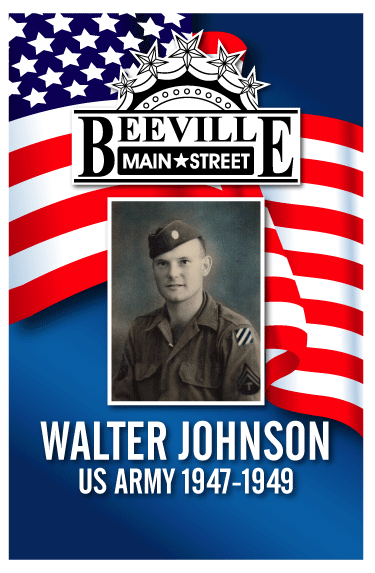 BEEVILLE
MAIN★STREET
WALTER JOHNSON
US ARMY 1947-1949